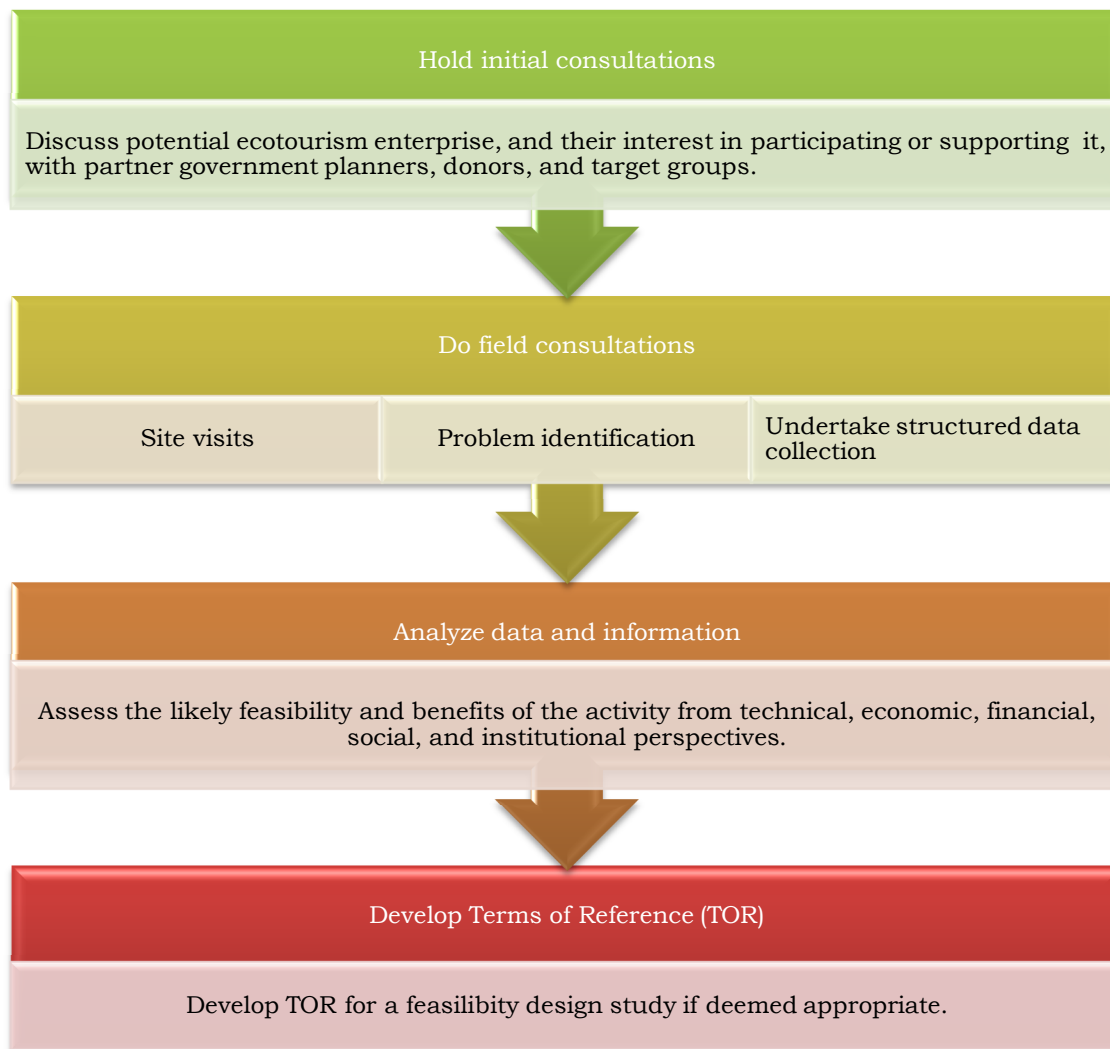 Hold initial consultations
Discuss potential ecotourism enterprise, and their interest in participating or supporting it,
with partner government planners, donors, and target groups.
Do field consultations
Site visits
Problem identification
Undertake structured data
collection
Analyze data and information
Assess the likely feasibility and benefits of the activity from technical, economic, financial,
social, and institutional perspectives.
Develop Terms of Reference (TOR)
Develop TOR for a feasilibity design study if deemed appropriate.